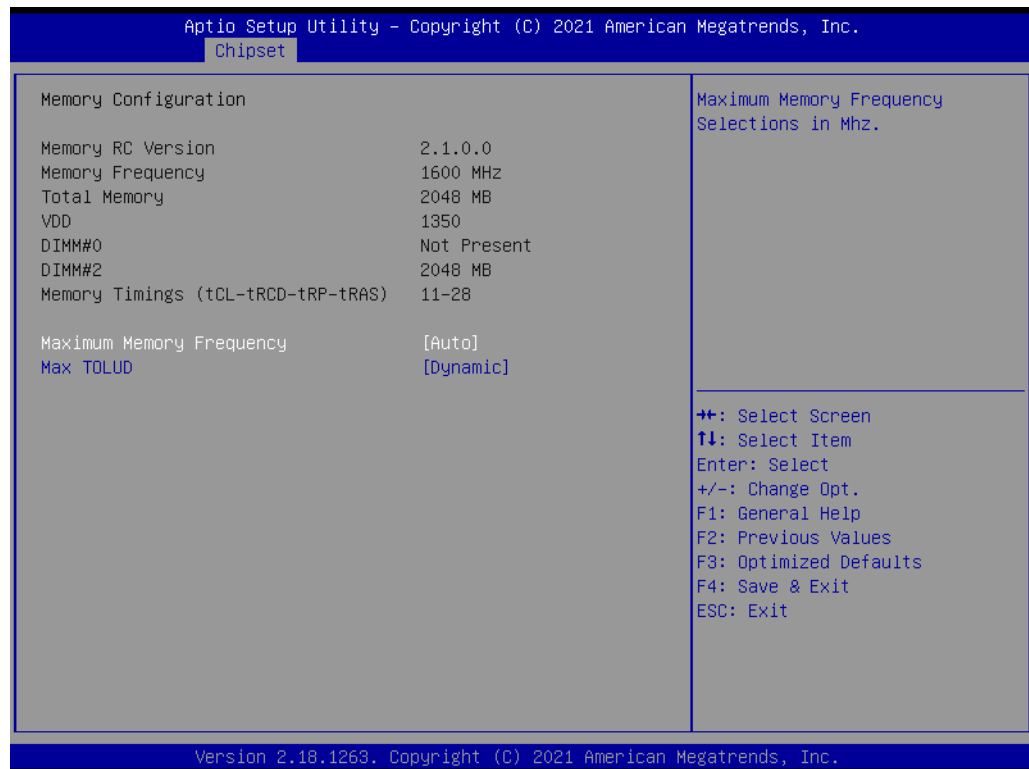 Aptio Setup Utility – Copyright (C) 2021 American Megatrends, Inc.
Chipset
Memory Configuration
Memory RC Version 2.1.0.0
Memory Frequency 1600 MHz
Total Memory 2048 MB
VDD 1350
DIMM#0 Not Present
DIMM#2 2048 MB
Memory Timings (tCL-tRCD-tRP-tRAS) 11-28
Maximum Memory Frequency [Auto]
Max TOLUD [Dynamic]
Maximum Memory Frequency
Selections in Mhz.
→←: Select Screen
↑↓: Select Item
Enter: Select
+/-: Change Opt.
F1: General Help
F2: Previous Values
F3: Optimized Defaults
F4: Save & Exit
ESC: Exit
Version 2.18.1263. Copyright (C) 2021 American Megatrends, Inc.